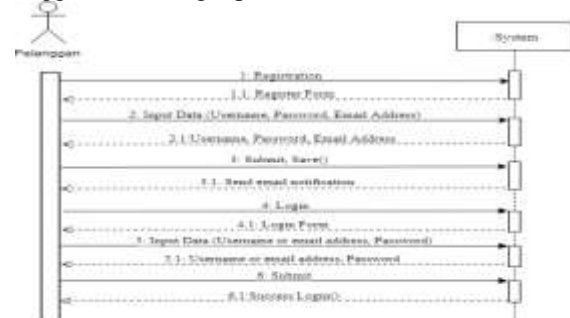 Pelanggan
System
1: Registration
1.1: Register Form
2: Input Data (Username, Password, Email Address)
2.1: Username, Password, Email Address
3: Submit, Save()
3.1: Send email notification
4: Login
4.1: Login Form
5: Input Data (Username or email address, Password)
5.1: Username or email address, Password
6: Submit
6.1: Success Login()